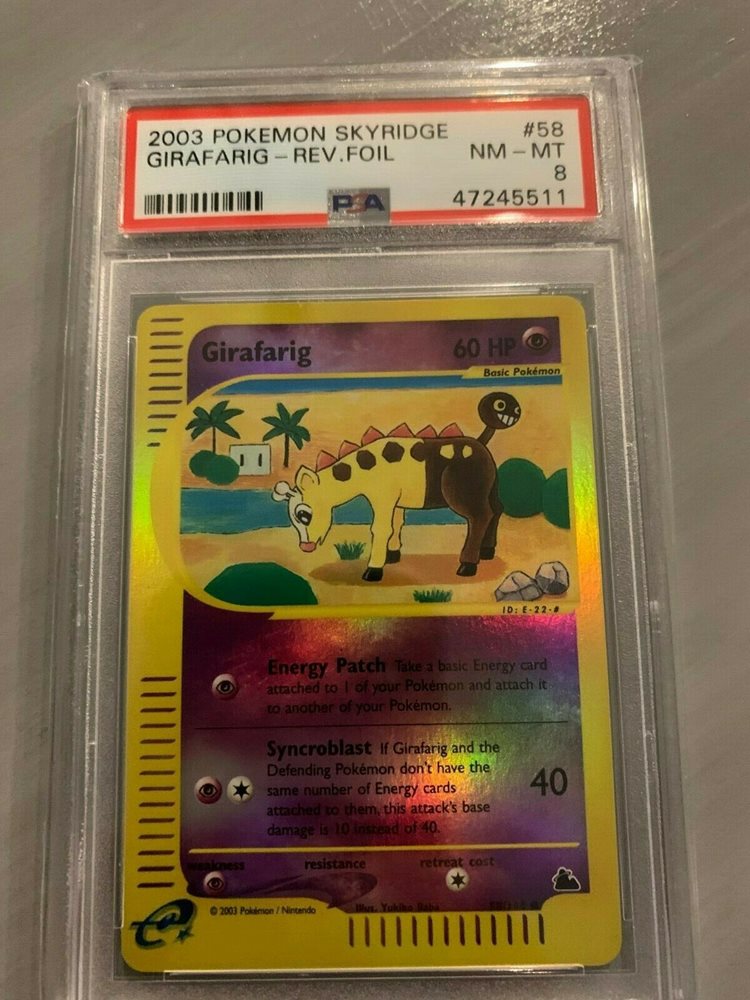 2003 POKEMON SKYRIDGE #58
GIRAFARIG - REV.FOIL NM - MT
8
PSA 47245511
Girafarig 60 HP
Basic Pokémon
ID: E-22-#
Energy Patch Take a basic Energy card
attached to 1 of your Pokémon and attach it
to another of your Pokémon.
Syncroblast If Girafarig and the
Defending Pokémon don't have the
same number of Energy cards
attached to them, this attack's base
damage is 10 instead of 40.
40
weakness resistance retreat cost
© 2003 Pokémon / Nintendo Illus. Yukiko Baba
e